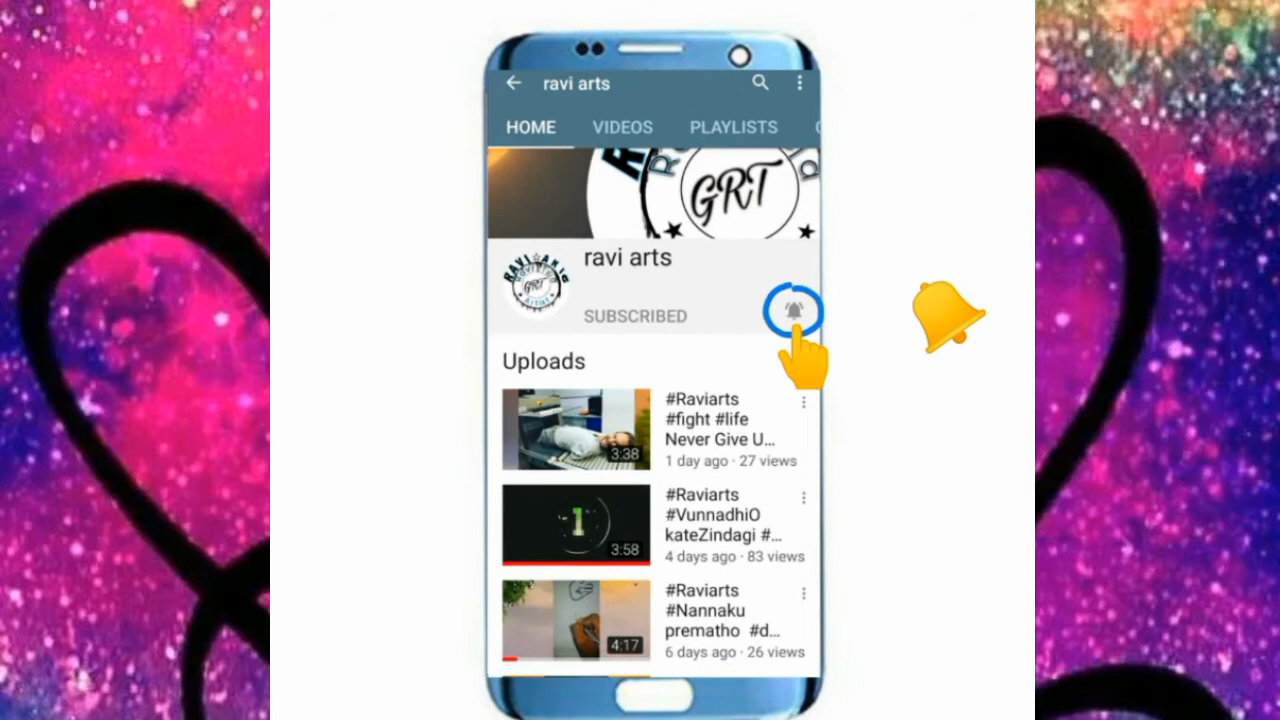 ravi arts
HOME VIDEOS PLAYLISTS
GRT
ravi arts
GRT
SUBSCRIBED
Uploads
#Raviarts
#fight #life
Never Give U...
3:38
1 day ago · 27 views
#Raviarts
#VunnadhiO
kateZindagi #...
3:58
4 days ago · 83 views
#Raviarts
#Nannaku
prematho #d...
4:17
6 days ago · 26 views